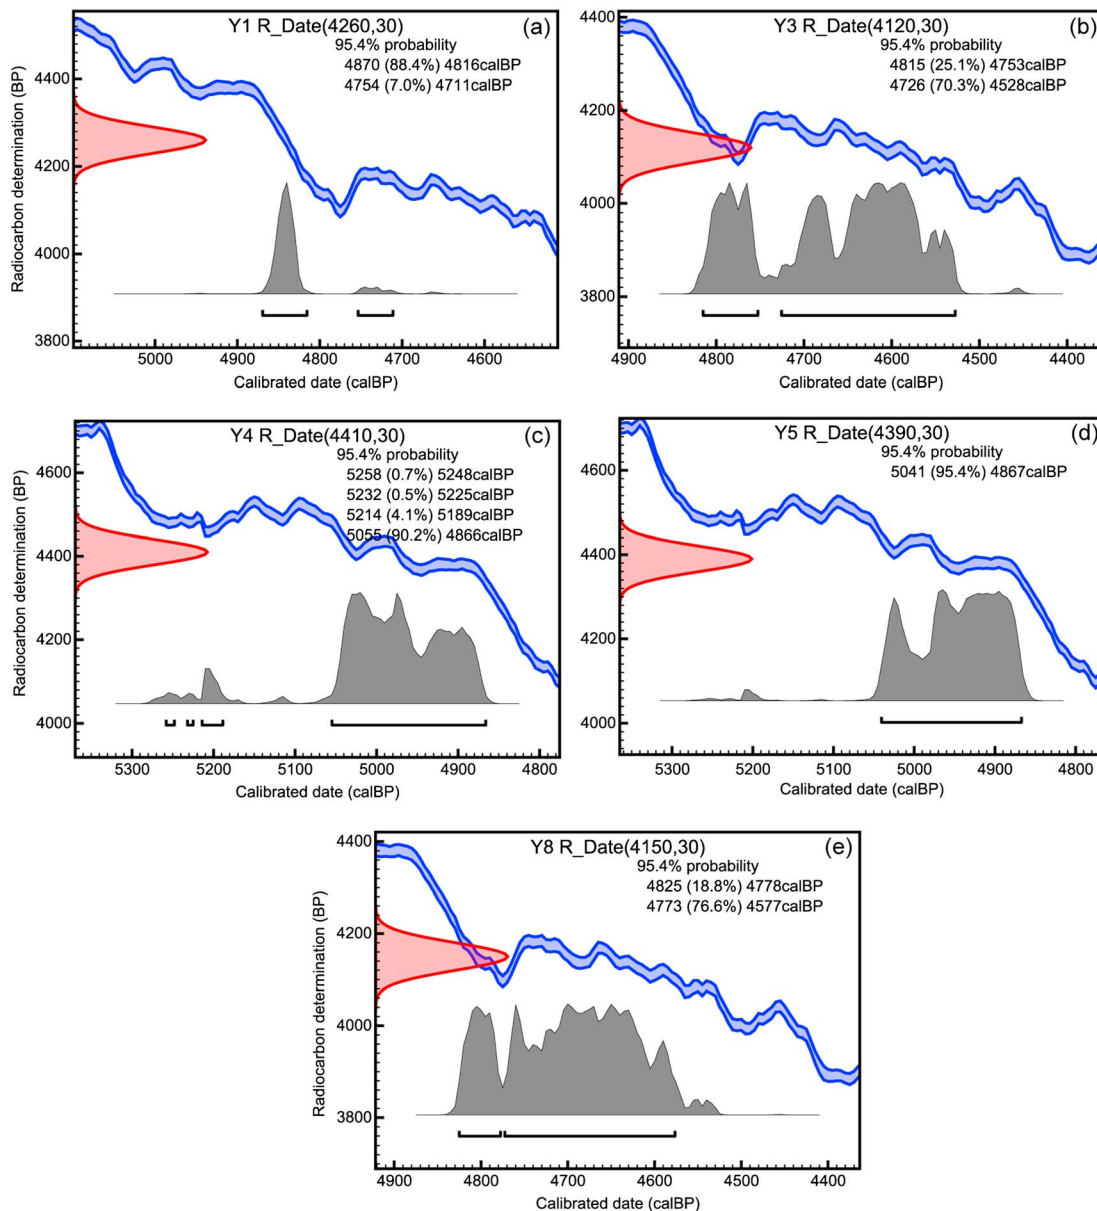 Y1 R_Date(4260,30)
(a)
95.4% probability
4870 (88.4%) 4816calBP
4754 (7.0%) 4711calBP
Radiocarbon determination (BP)
4400
4200
4000
3800
5000 4900 4800 4700 4600
Calibrated date (calBP)
Y3 R_Date(4120,30)
(b)
95.4% probability
4815 (25.1%) 4753calBP
4726 (70.3%) 4528calBP
4400
4200
4000
3800
4900 4800 4700 4600 4500 4400
Calibrated date (calBP)
Y4 R_Date(4410,30)
(c)
95.4% probability
5258 (0.7%) 5248calBP
5232 (0.5%) 5225calBP
5214 (4.1%) 5189calBP
5055 (90.2%) 4866calBP
Radiocarbon determination (BP)
4600
4400
4200
4000
5300 5200 5100 5000 4900 4800
Calibrated date (calBP)
Y5 R_Date(4390,30)
(d)
95.4% probability
5041 (95.4%) 4867calBP
4600
4400
4200
4000
5300 5200 5100 5000 4900 4800
Calibrated date (calBP)
Y8 R_Date(4150,30)
(e)
95.4% probability
4825 (18.8%) 4778calBP
4773 (76.6%) 4577calBP
Radiocarbon determination (BP)
4400
4200
4000
3800
4900 4800 4700 4600 4500 4400
Calibrated date (calBP)